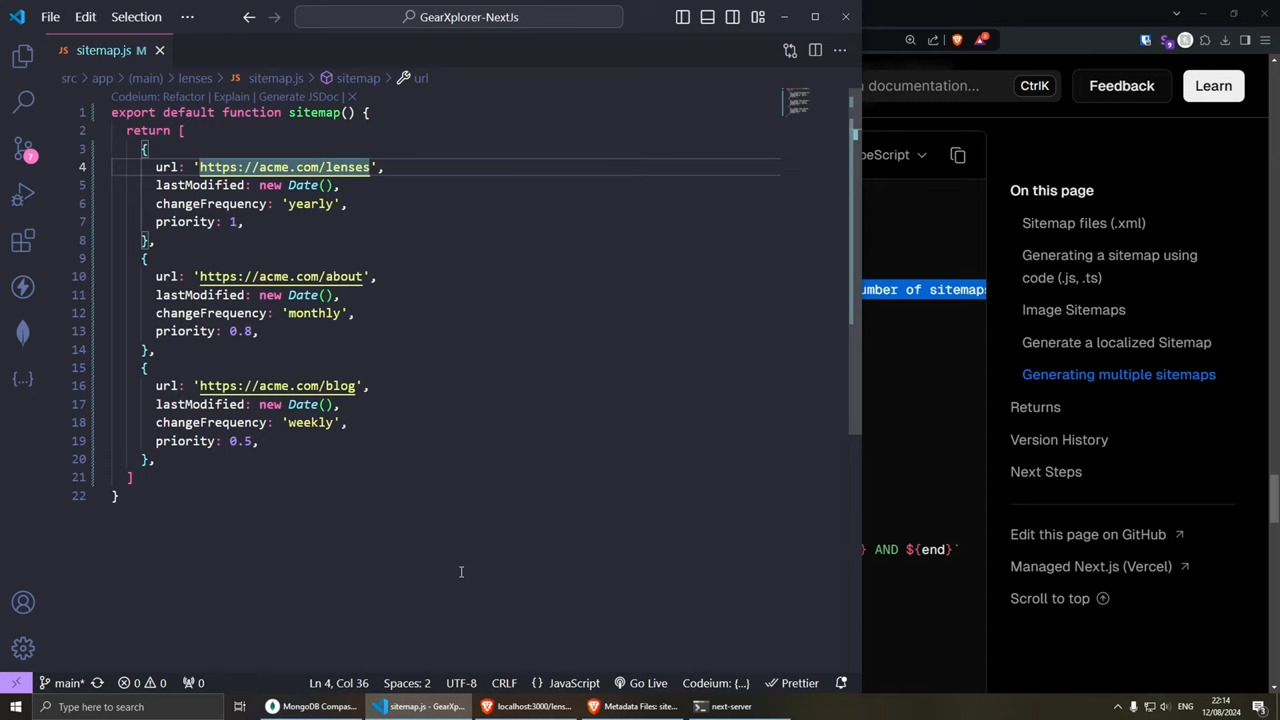 File Edit Selection ··· GearXplorer-NextJs
JS sitemap.js M
src > app > (main) > lenses > JS sitemap.js > sitemap > url
Codeium: Refactor | Explain | Generate JSDoc | ×
1 export default function sitemap() {
2 return [
3 {
4 url: 'https://acme.com/lenses',
5 lastModified: new Date(),
6 changeFrequency: 'yearly',
7 priority: 1,
8 },
9 {
10 url: 'https://acme.com/about',
11 lastModified: new Date(),
12 changeFrequency: 'monthly',
13 priority: 0.8,
14 },
15 {
16 url: 'https://acme.com/blog',
17 lastModified: new Date(),
18 changeFrequency: 'weekly',
19 priority: 0.5,
20 },
21 ]
22 }
7
documentation... CtrlK Feedback Learn
peScript
umber of sitemaps
} AND ${end}`
On this page
Sitemap files (.xml)
Generating a sitemap using
code (.js, .ts)
Image Sitemaps
Generate a localized Sitemap
Generating multiple sitemaps
Returns
Version History
Next Steps
Edit this page on GitHub
Managed Next.js (Vercel)
Scroll to top
main* 0 0 0 Ln 4, Col 36 Spaces: 2 UTF-8 CRLF {} JavaScript Go Live Codeium: {...} Prettier
Type here to search MongoDB Compas... sitemap.js - GearXp... localhost:3000/lens... Metadata Files: site... next-server
22:14
12/08/2024